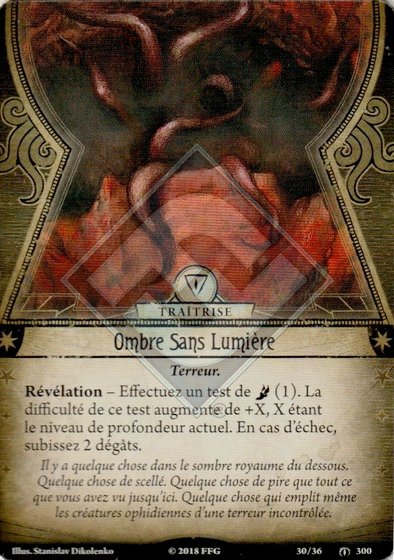 TRAÎTRISE
Ombre Sans Lumière
Terreur.
Révélation – Effectuez un test de (1). La
difficulté de ce test augmente de +X, X étant
le niveau de profondeur actuel. En cas d'échec,
subissez 2 dégâts.
Il y a quelque chose dans le sombre royaume du dessous.
Quelque chose de scellé. Quelque chose de pire que tout ce
que vous avez vu jusqu'ici. Quelque chose qui emplit même
les créatures ophidiennes d'une terreur incontrôlée.
Illus. Stanislav Dikolenko © 2018 FFG 30/36 300